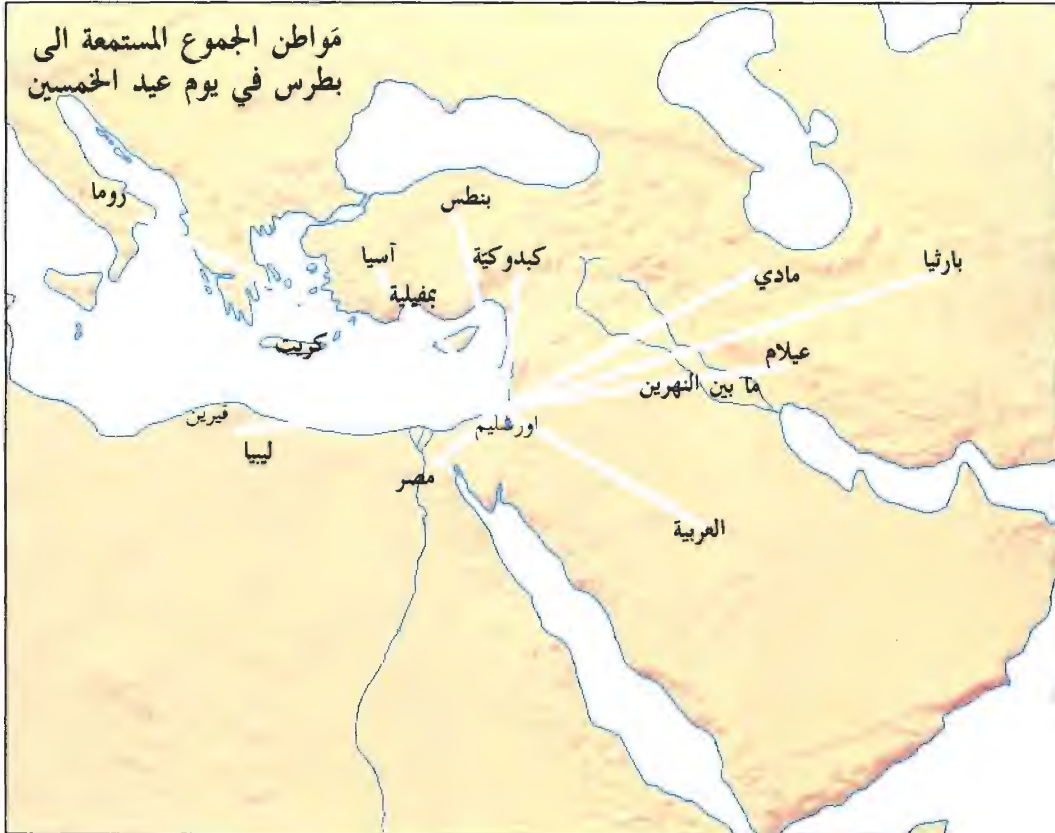 مَواطن الجموع المستمعة الى
بطرس في يوم عيد الخمسين
روما
بنطس
آسيا
كبدوكيّة
مادي
بارثيا
بمفيلية
كريت
عيلام
ما بين النهرين
قيرين
اورشليم
ليبيا
مصر
العربية